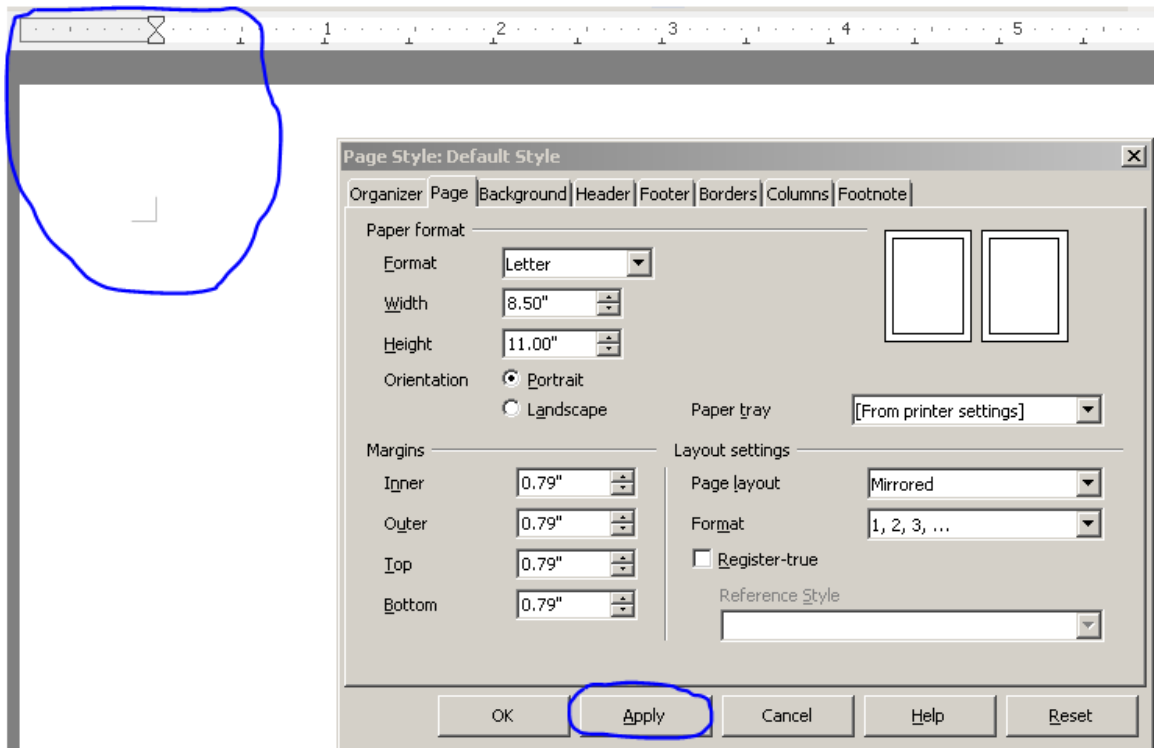 1 2 3 4 5
Page Style: Default Style
Organizer Page Background Header Footer Borders Columns Footnote
Paper format
Format Letter
Width 8.50"
Height 11.00"
Orientation Portrait
Landscape Paper tray [From printer settings]
Margins Layout settings
Inner 0.79" Page layout Mirrored
Outer 0.79" Format 1, 2, 3, ...
Top 0.79" Register-true
Reference Style
Bottom 0.79"
OK Apply Cancel Help Reset